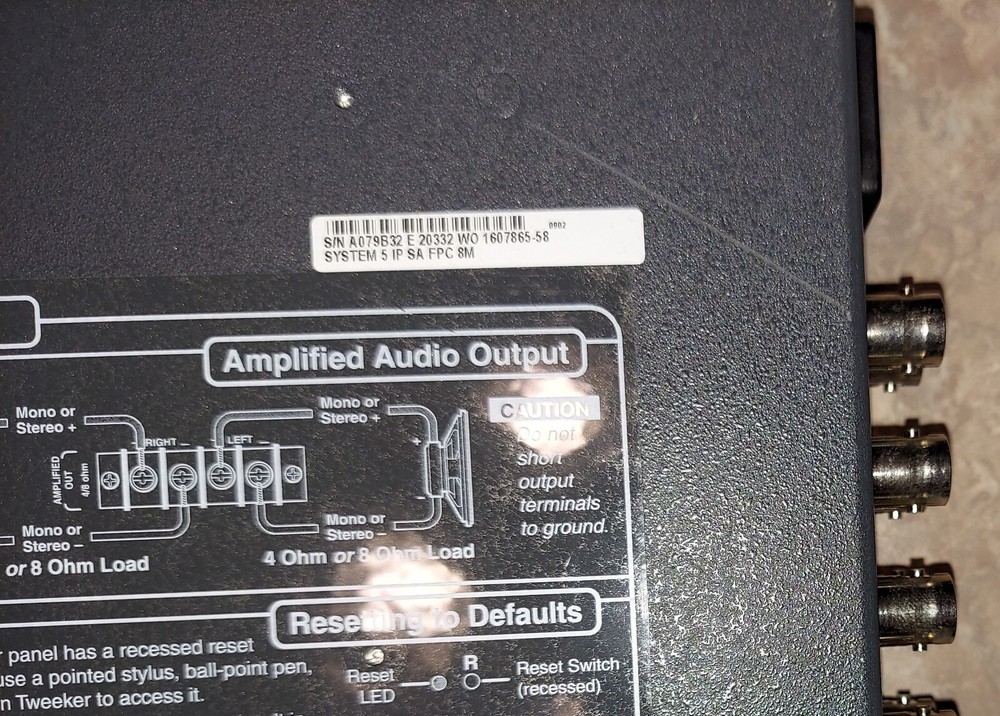 0902
S/N A079B32 E 20332 WO 1607865-58
SYSTEM 5 IP SA FPC 8M
Amplified Audio Output
Mono or
Stereo +
Mono or
Stereo +
CAUTION
Do not
short
output
terminals
to ground.
RIGHT –
LEFT –
AMPLIFIED
OUT
4/8 ohm
+
–
Mono or
Stereo –
Mono or
Stereo –
or 8 Ohm Load
4 Ohm or 8 Ohm Load
Resetting to Defaults
r panel has a recessed reset
use a pointed stylus, ball-point pen,
n Tweeker to access it.
Reset
LED
R
Reset Switch
(recessed)